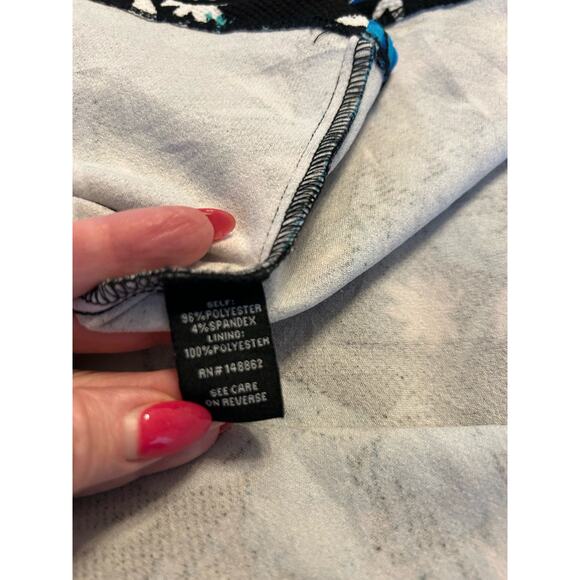 SELF:
96%POLYESTER
4%SPANDEX
LINING:
100%POLYESTER
RN#148862
SEE CARE
ON REVERSE